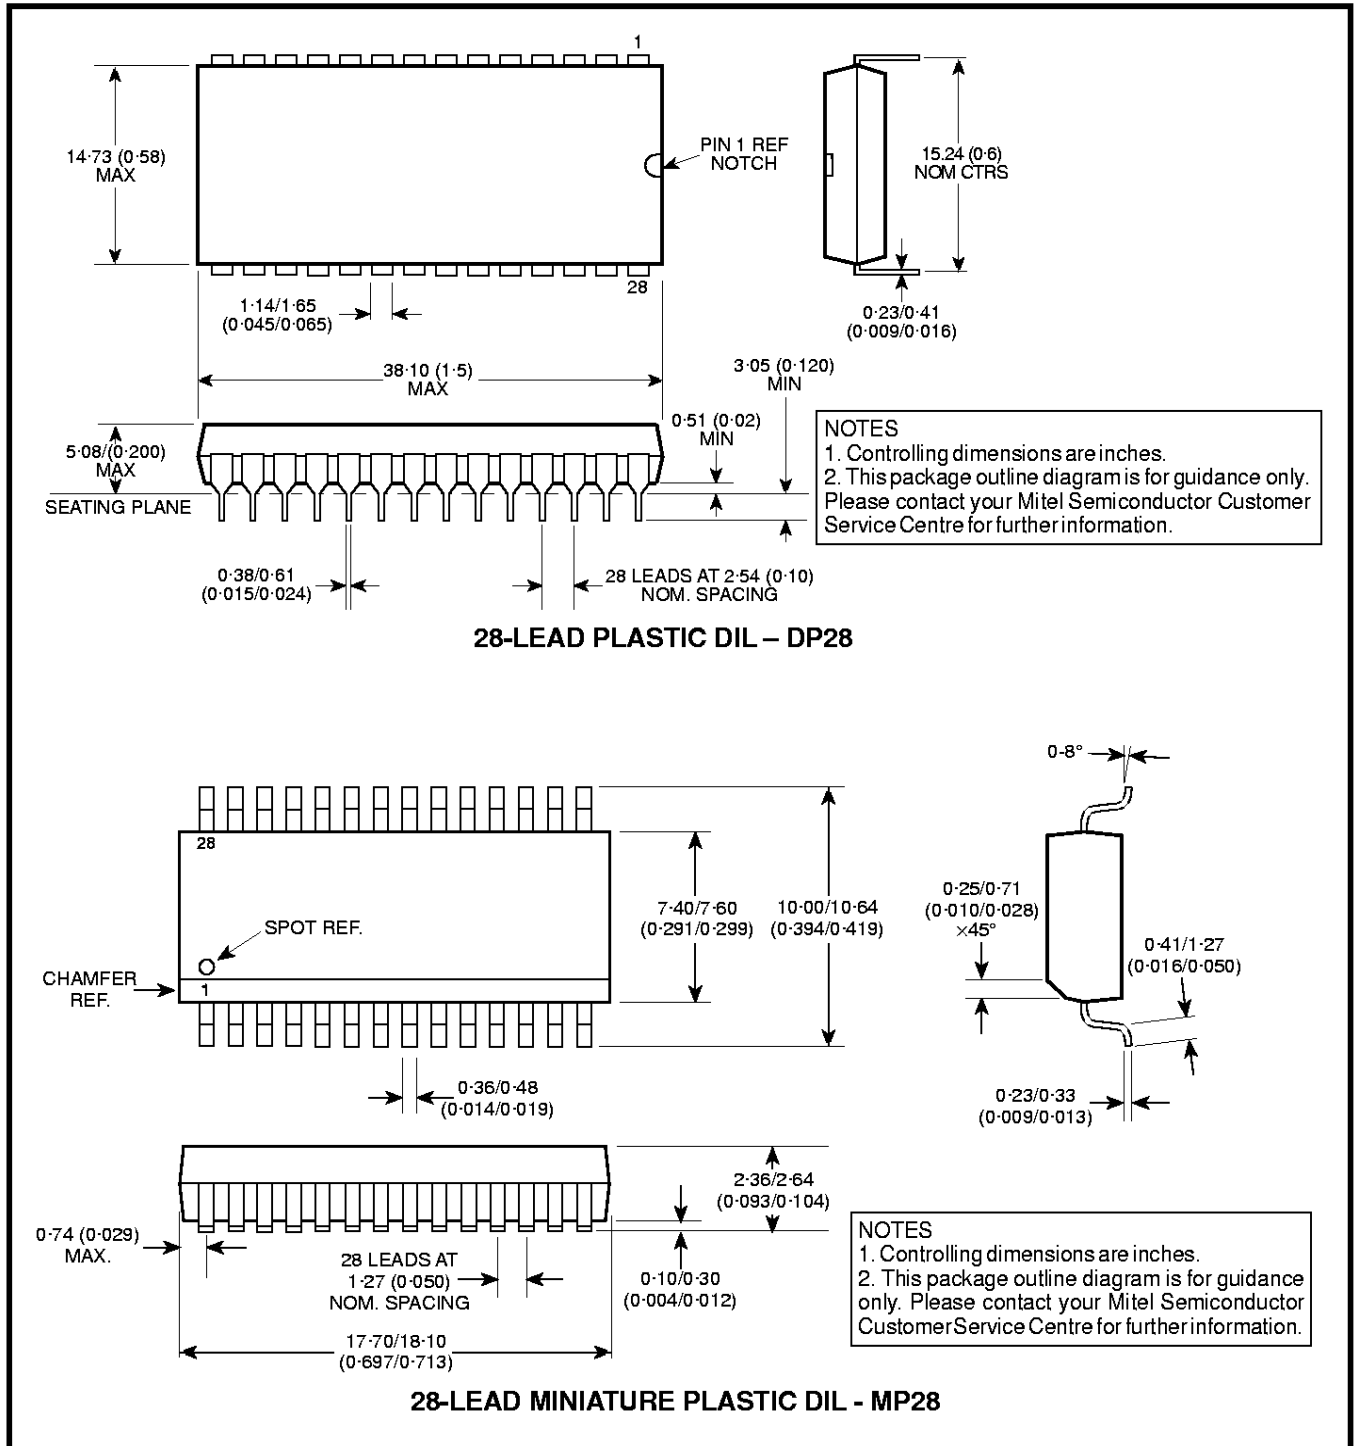 1
14·73 (0·58)
MAX
PIN 1 REF
NOTCH
15.24 (0·6)
NOM CTRS
28
1·14/1·65
(0·045/0·065)
0·23/0·41
(0·009/0·016)
38·10 (1·5)
MAX
3·05 (0·120)
MIN
0·51 (0·02)
MIN
5·08/(0·200)
MAX
SEATING PLANE
NOTES
1. Controlling dimensions are inches.
2. This package outline diagram is for guidance only.
Please contact your Mitel Semiconductor Customer
Service Centre for further information.
0·38/0·61
(0·015/0·024)
28 LEADS AT 2·54 (0·10)
NOM. SPACING
28-LEAD PLASTIC DIL – DP28
0-8°
28
7·40/7·60
(0·291/0·299)
10·00/10·64
(0·394/0·419)
0·25/0·71
(0·010/0·028)
×45°
SPOT REF.
0·41/1·27
(0·016/0·050)
CHAMFER
REF.
1
0·36/0·48
(0·014/0·019)
0·23/0·33
(0·009/0·013)
2·36/2·64
(0·093/0·104)
0·74 (0·029)
MAX.
28 LEADS AT
1·27 (0·050)
NOM. SPACING
0·10/0·30
(0·004/0·012)
NOTES
1. Controlling dimensions are inches.
2. This package outline diagram is for guidance
only. Please contact your Mitel Semiconductor
Customer Service Centre for further information.
17·70/18·10
(0·697/0·713)
28-LEAD MINIATURE PLASTIC DIL - MP28